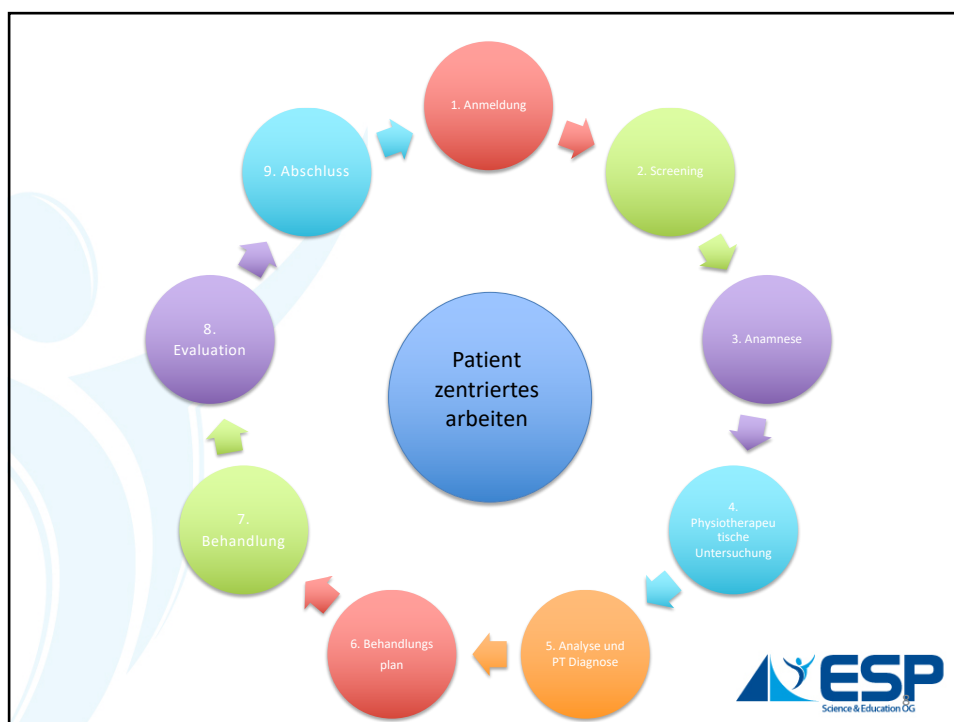 1. Anmeldung
2. Screening
3. Anamnese
4.
Physiotherapeu
tische
Untersuchung
5. Analyse und
PT Diagnose
6. Behandlungs
plan
7.
Behandlung
8.
Evaluation
9. Abschluss
Patient
zentriertes
arbeiten
ESP
Science & Education OG
8